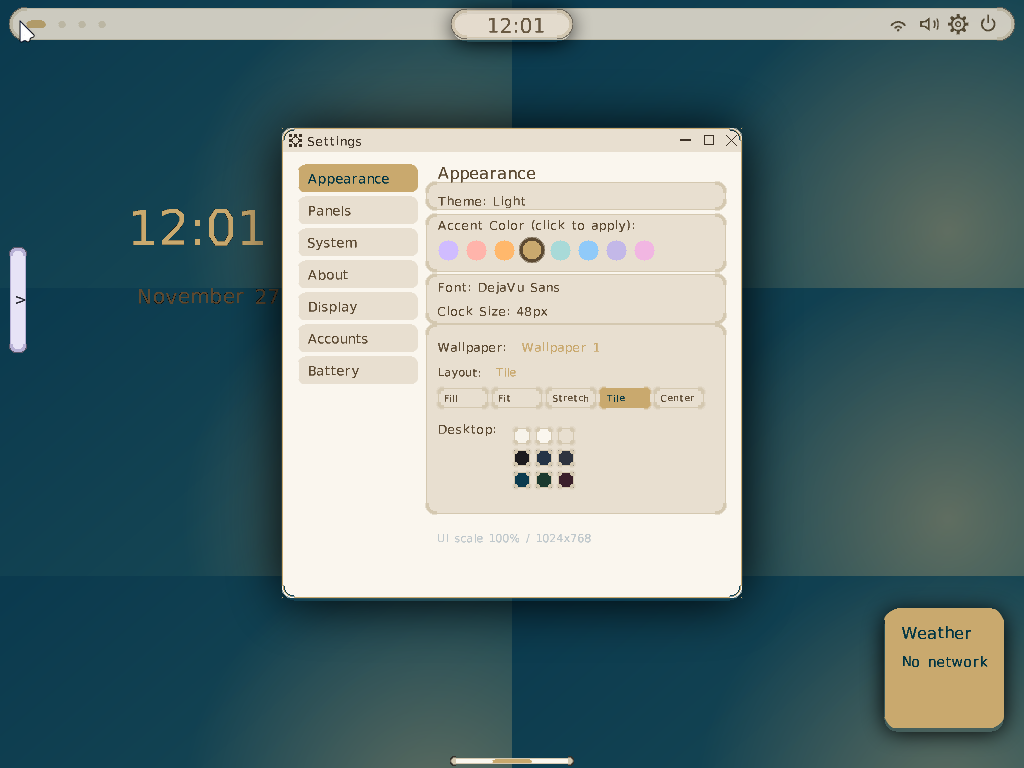 12:01
12:01
November 27
>
Settings
Appearance
Panels
System
About
Display
Accounts
Battery
Appearance
Theme: Light
Accent Color (click to apply):
Font: DejaVu Sans
Clock Size: 48px
Wallpaper: Wallpaper 1
Layout: Tile
Fill Fit Stretch Tile Center
Desktop:
UI scale 100% / 1024x768
Weather
No network